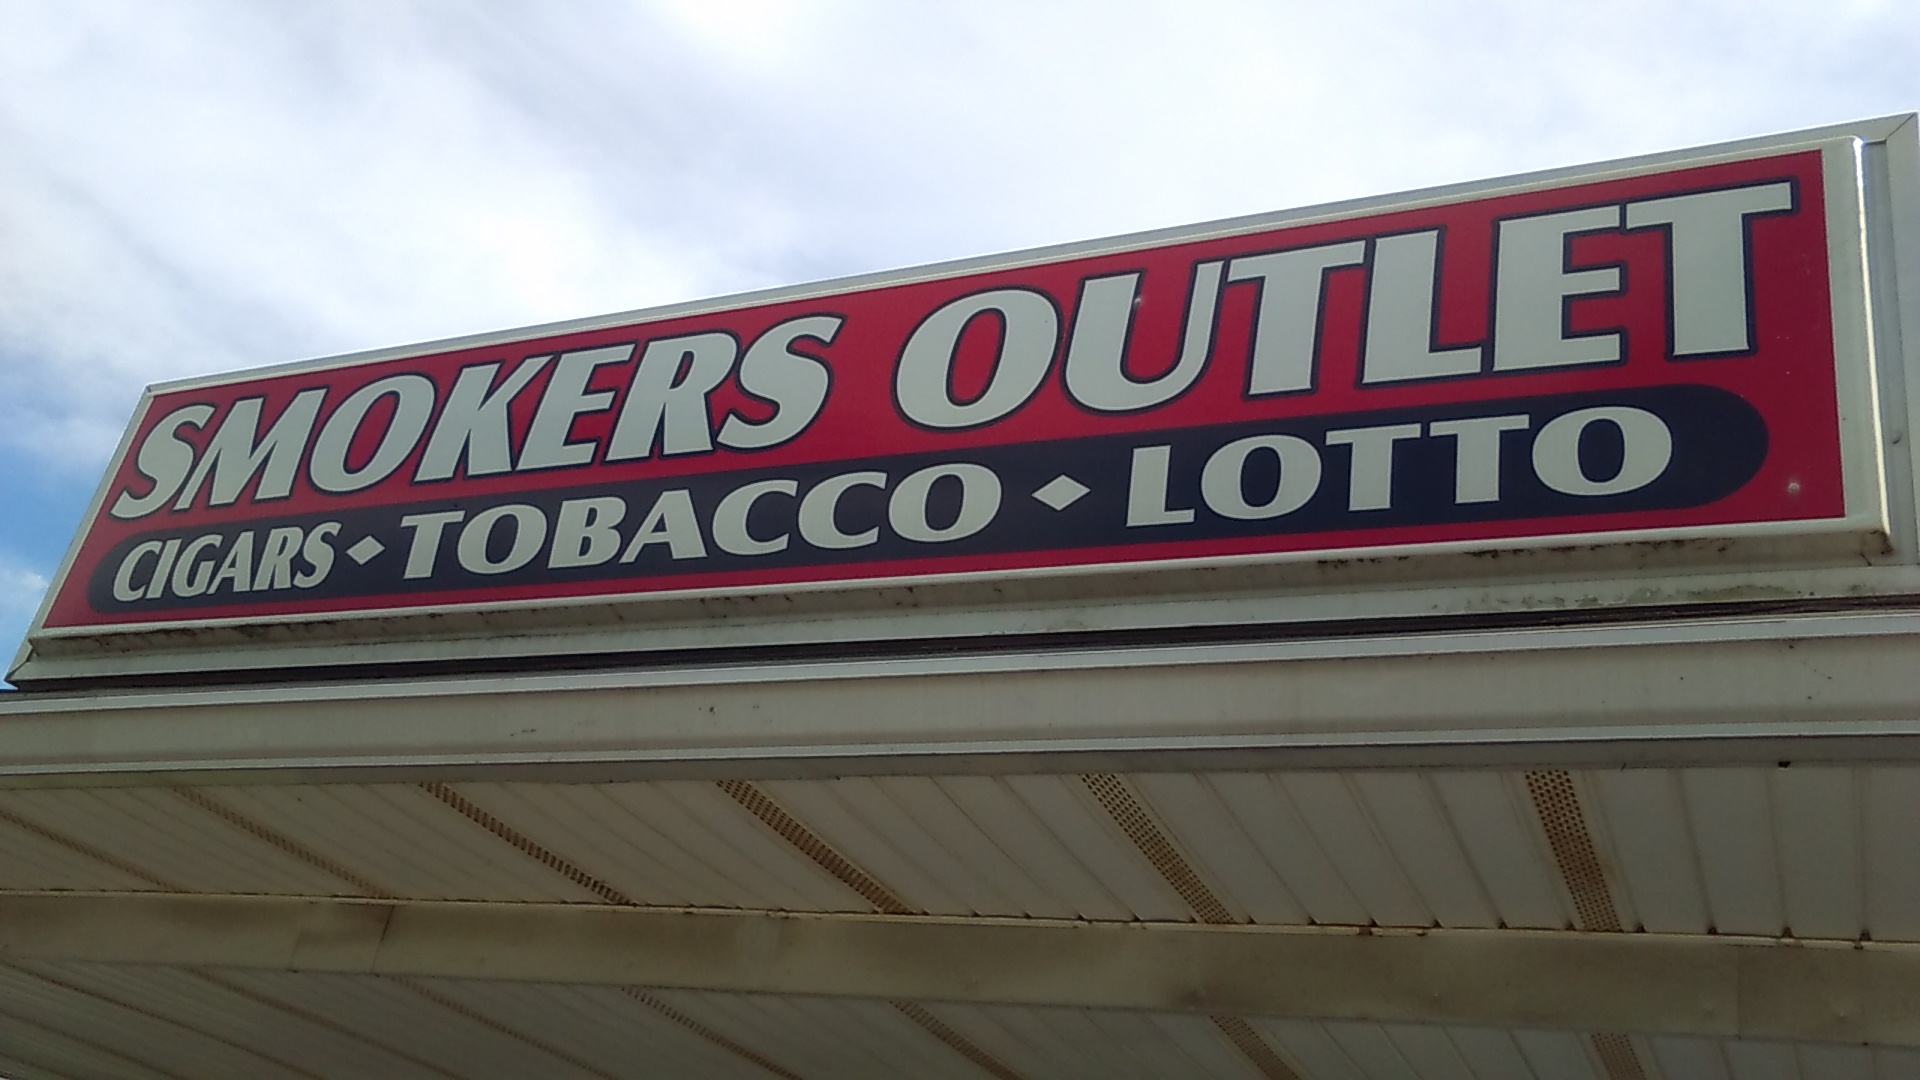 SMOKERS OUTLET
CIGARS ⬥ TOBACCO ⬥ LOTTO